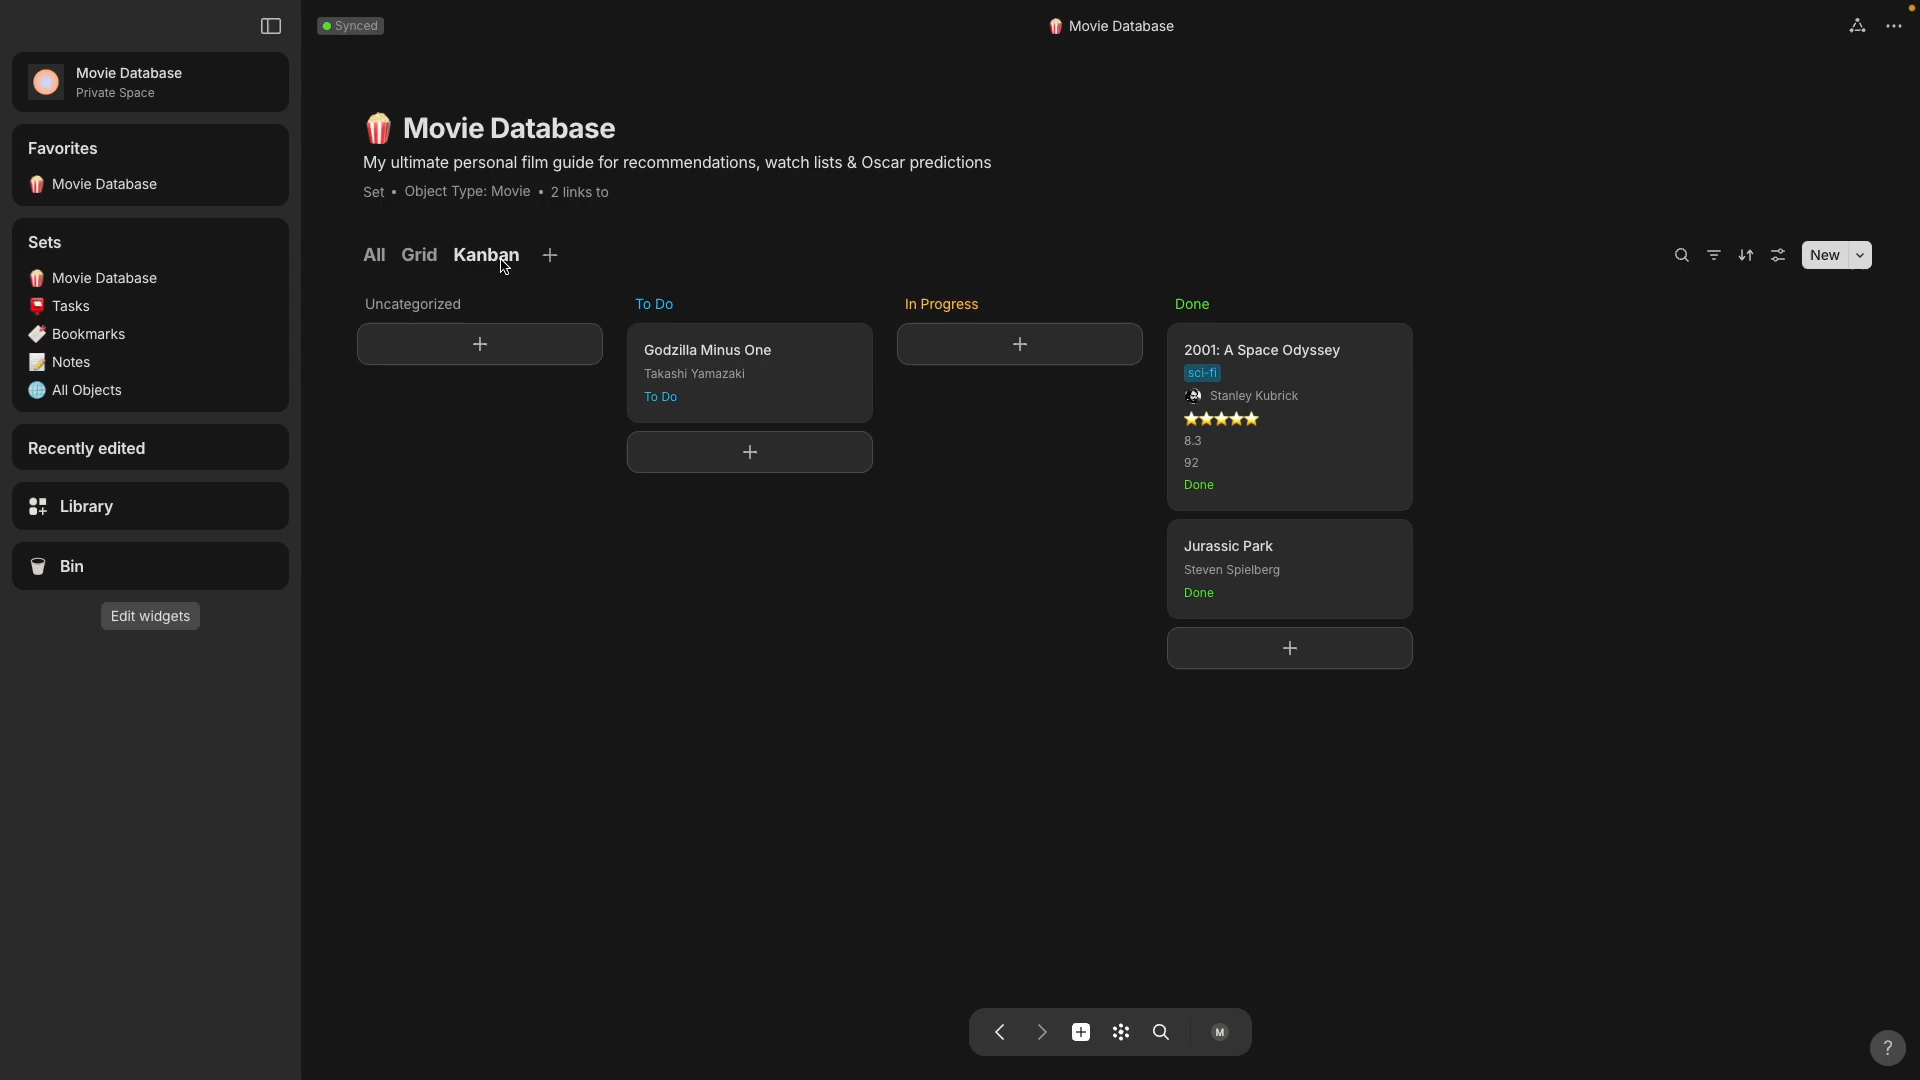 Synced
Movie Database
Movie Database
Private Space
Favorites
Movie Database
Sets
Movie Database
Tasks
Bookmarks
Notes
All Objects
Recently edited
Library
Bin
Edit widgets
Movie Database
My ultimate personal film guide for recommendations, watch lists & Oscar predictions
Set • Object Type: Movie • 2 links to
All Grid Kanban
New
Uncategorized
To Do
Godzilla Minus One
Takashi Yamazaki
To Do
In Progress
Done
2001: A Space Odyssey
sci-fi
Stanley Kubrick
8.3
92
Done
Jurassic Park
Steven Spielberg
Done
M
?